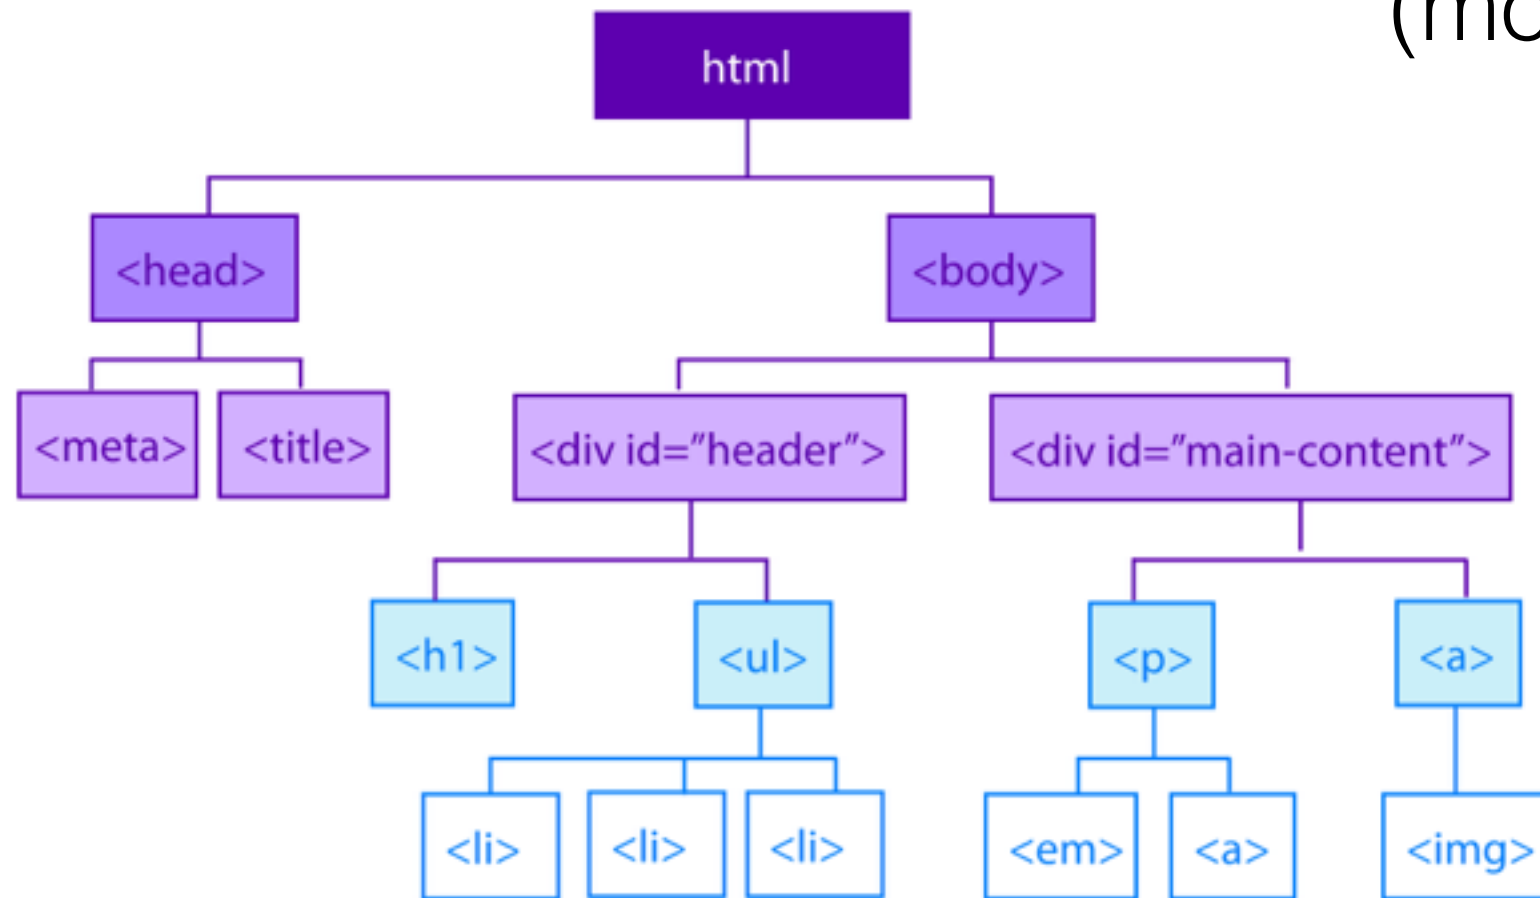 (mo
html
<head> <body>
<meta> <title> <div id=”header”> <div id=”main-content”>
<h1> <ul> <p> <a>
<li> <li> <li> <em> <a> <img>